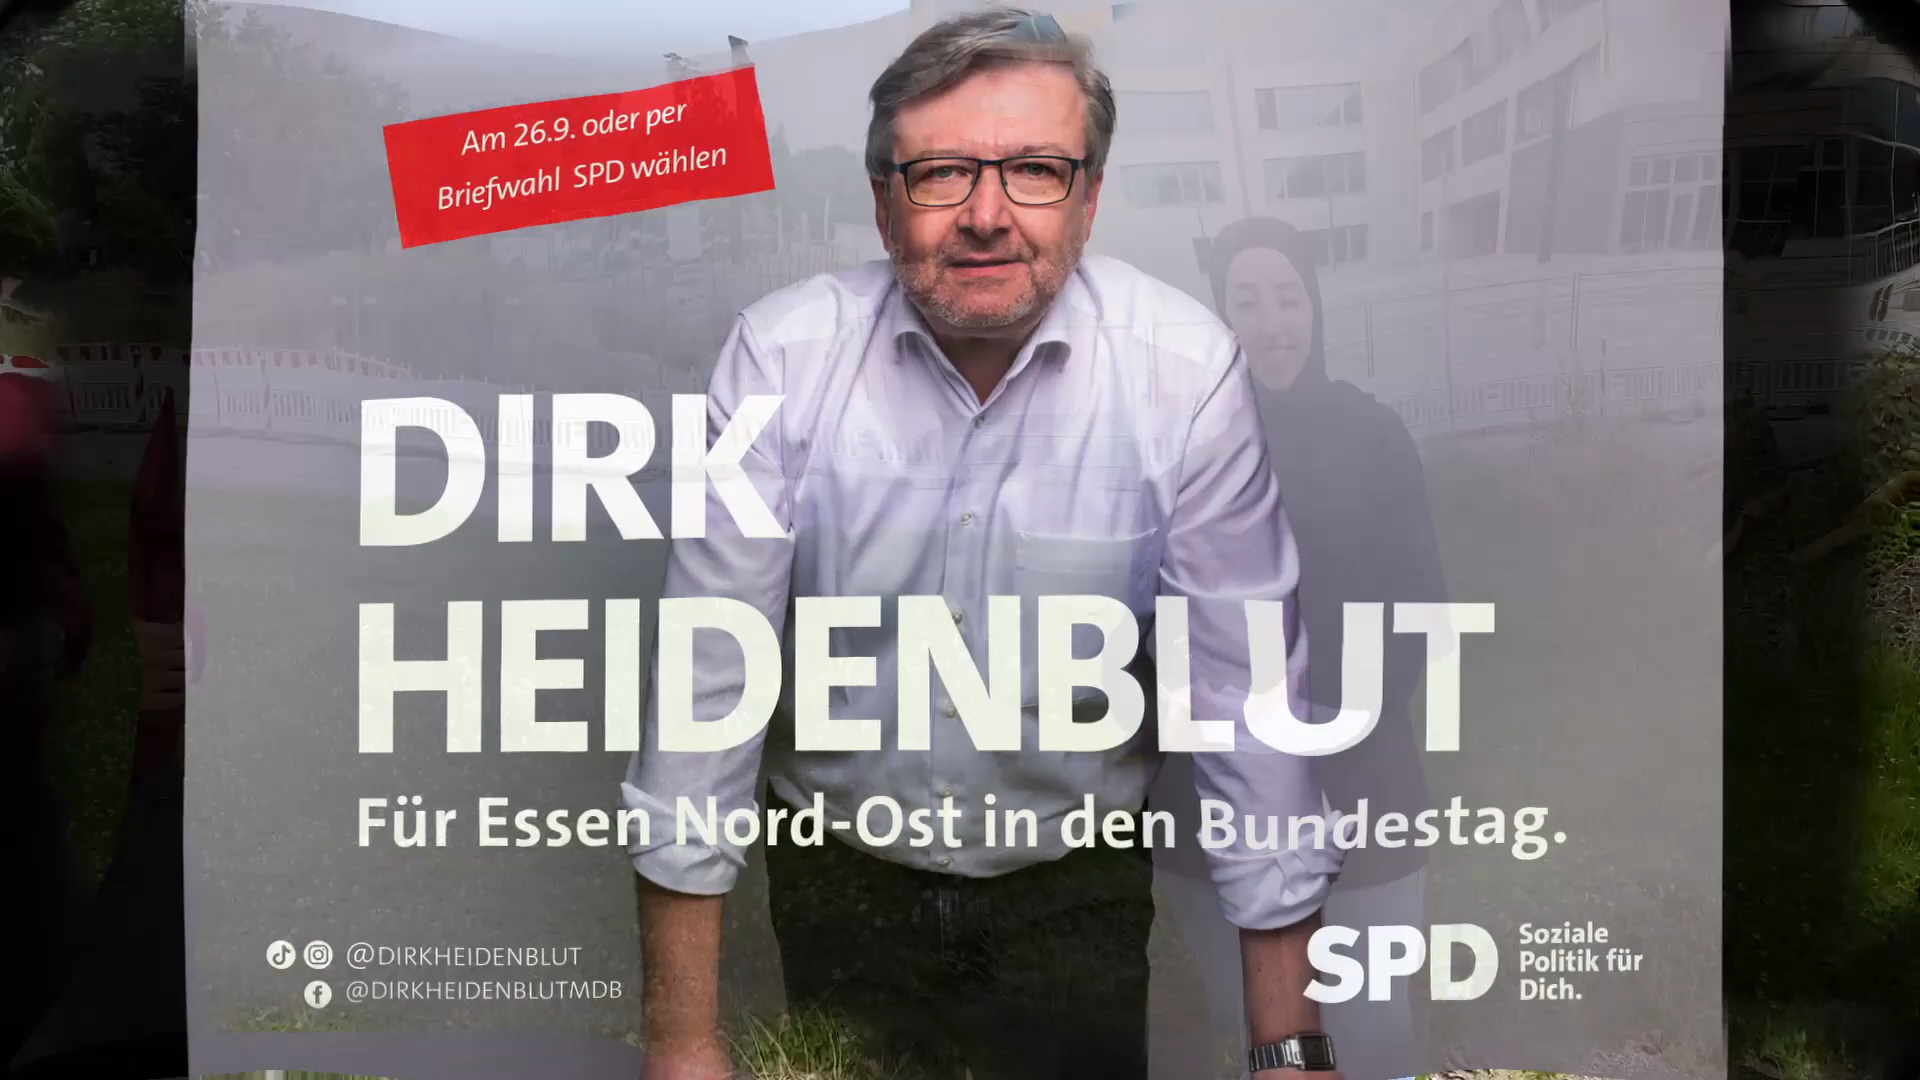 Am 26.9. oder per
Briefwahl SPD wählen
DIRK
HEIDENBLUT
Für Essen Nord-Ost in den Bundestag.
@DIRKHEIDENBLUT
@DIRKHEIDENBLUTMDB
SPD
Soziale
Politik für
Dich.